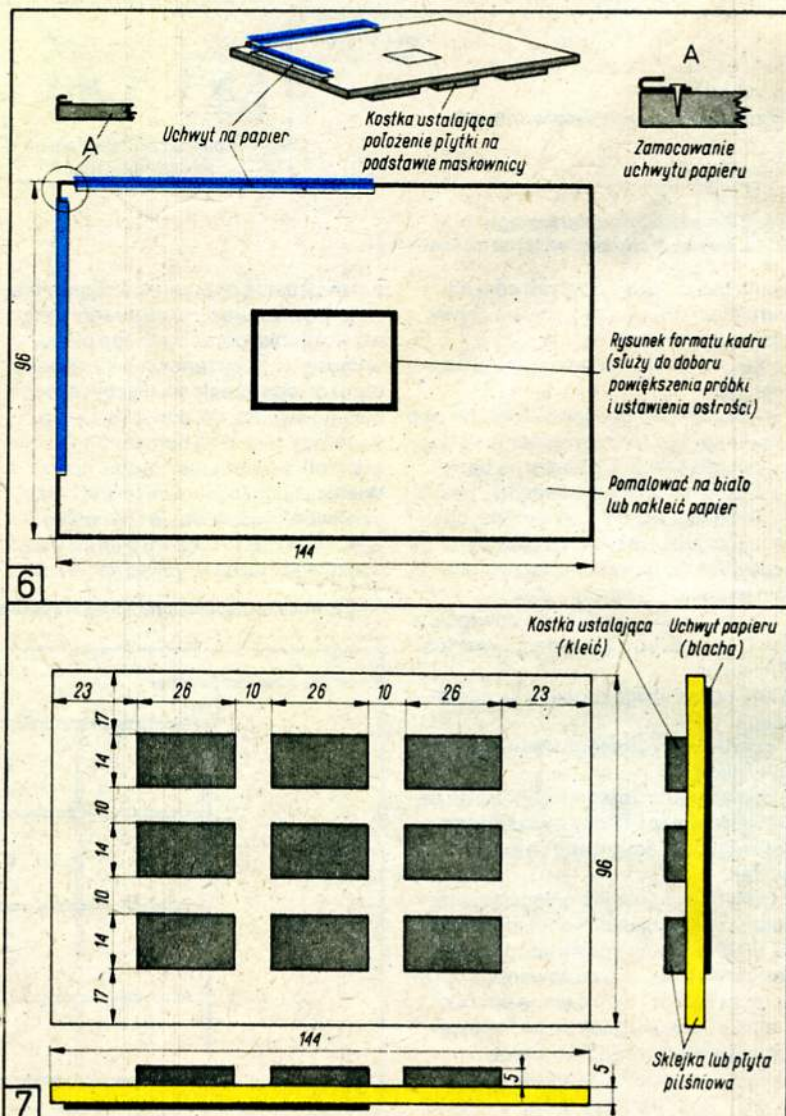 A
Uchwyt na papier
Kostka ustalająca
położenie płytki na
podstawie maskownicy
A
Zamocowanie
uchwytu papieru
96
Rysunek formatu kadru
(służy do doboru
powiększenia próbki
i ustawienia ostrości)
Pomalować na biało
lub nakleić papier
144
6
Kostka ustalająca
(kleić)
Uchwyt papieru
(blacha)
23 26 10 26 10 26 23
17
14
10
14
10
14
17
96
144
Sklejka lub płyta
pilśniowa
5
5
7